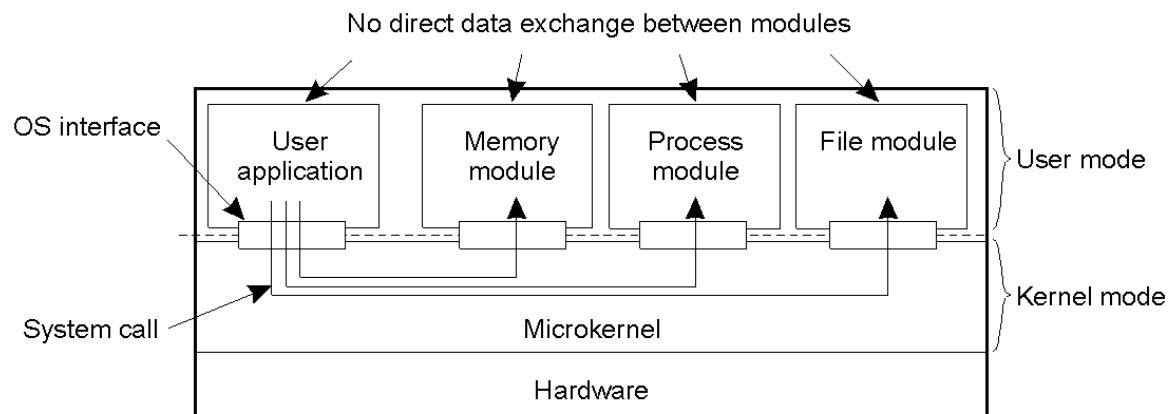 No direct data exchange between modules
OS interface
User
application
Memory
module
Process
module
File module
User mode
Kernel mode
System call
Microkernel
Hardware